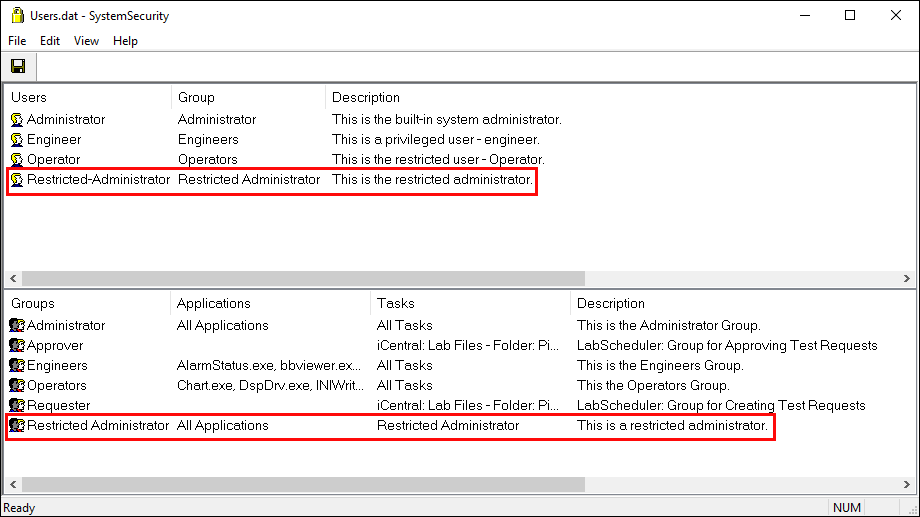 Users.dat - SystemSecurity
File Edit View Help
Users Group Description
Administrator Administrator This is the built-in system administrator.
Engineer Engineers This is a privileged user - engineer.
Operator Operators This is the restricted user - Operator.
Restricted-Administrator Restricted Administrator This is the restricted administrator.
Groups Applications Tasks Description
Administrator All Applications All Tasks This is the Administrator Group.
Approver iCentral: Lab Files - Folder: Pi... LabScheduler: Group for Approving Test Requests
Engineers AlarmStatus.exe, bbviewer.ex... All Tasks This is the Engineers Group.
Operators Chart.exe, DspDrv.exe, INIWrit... All Tasks This the Operators Group.
Requester iCentral: Lab Files - Folder: Pi... LabScheduler: Group for Creating Test Requests
Restricted Administrator All Applications Restricted Administrator This is a restricted administrator.
Ready NUM